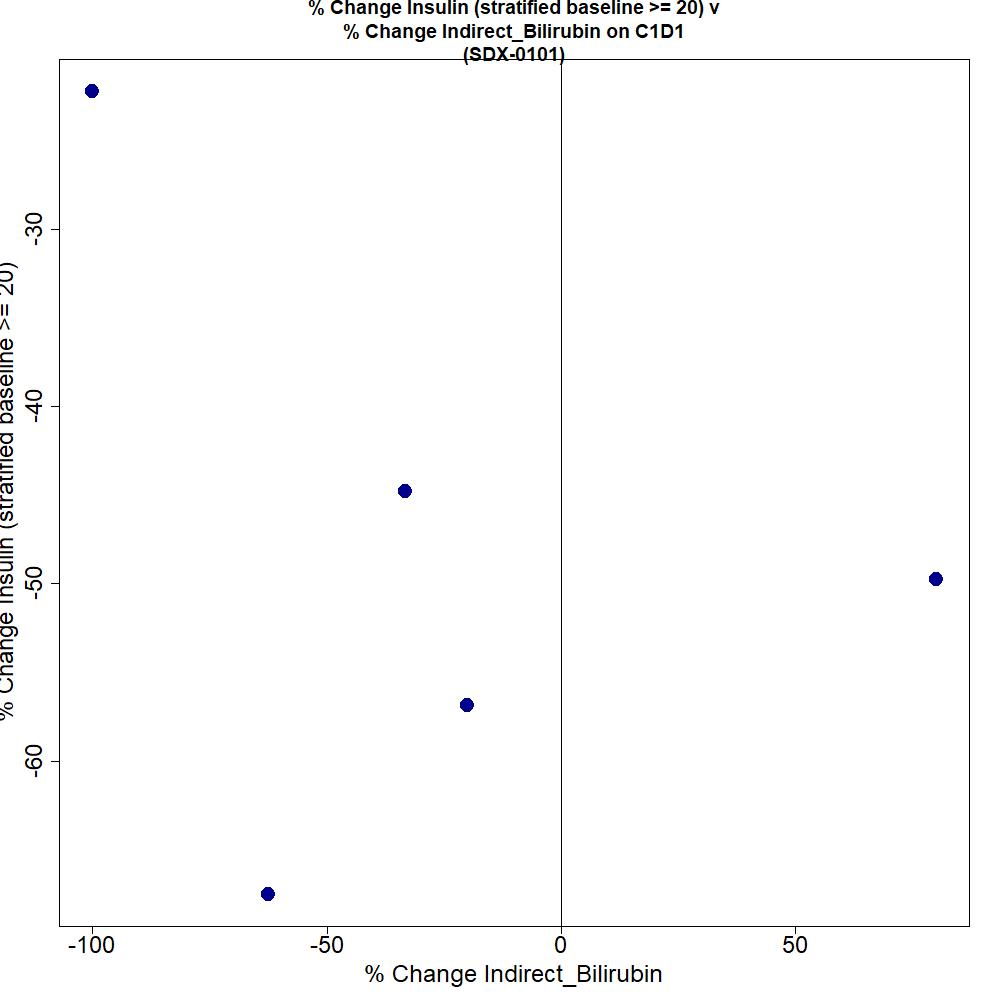 % Change Insulin (stratified baseline >= 20) v
% Change Indirect_Bilirubin on C1D1
(SDX-0101)
% Change Insulin (stratified baseline >= 20)
-30
-40
-50
-60
-100
-50
0
50
% Change Indirect_Bilirubin